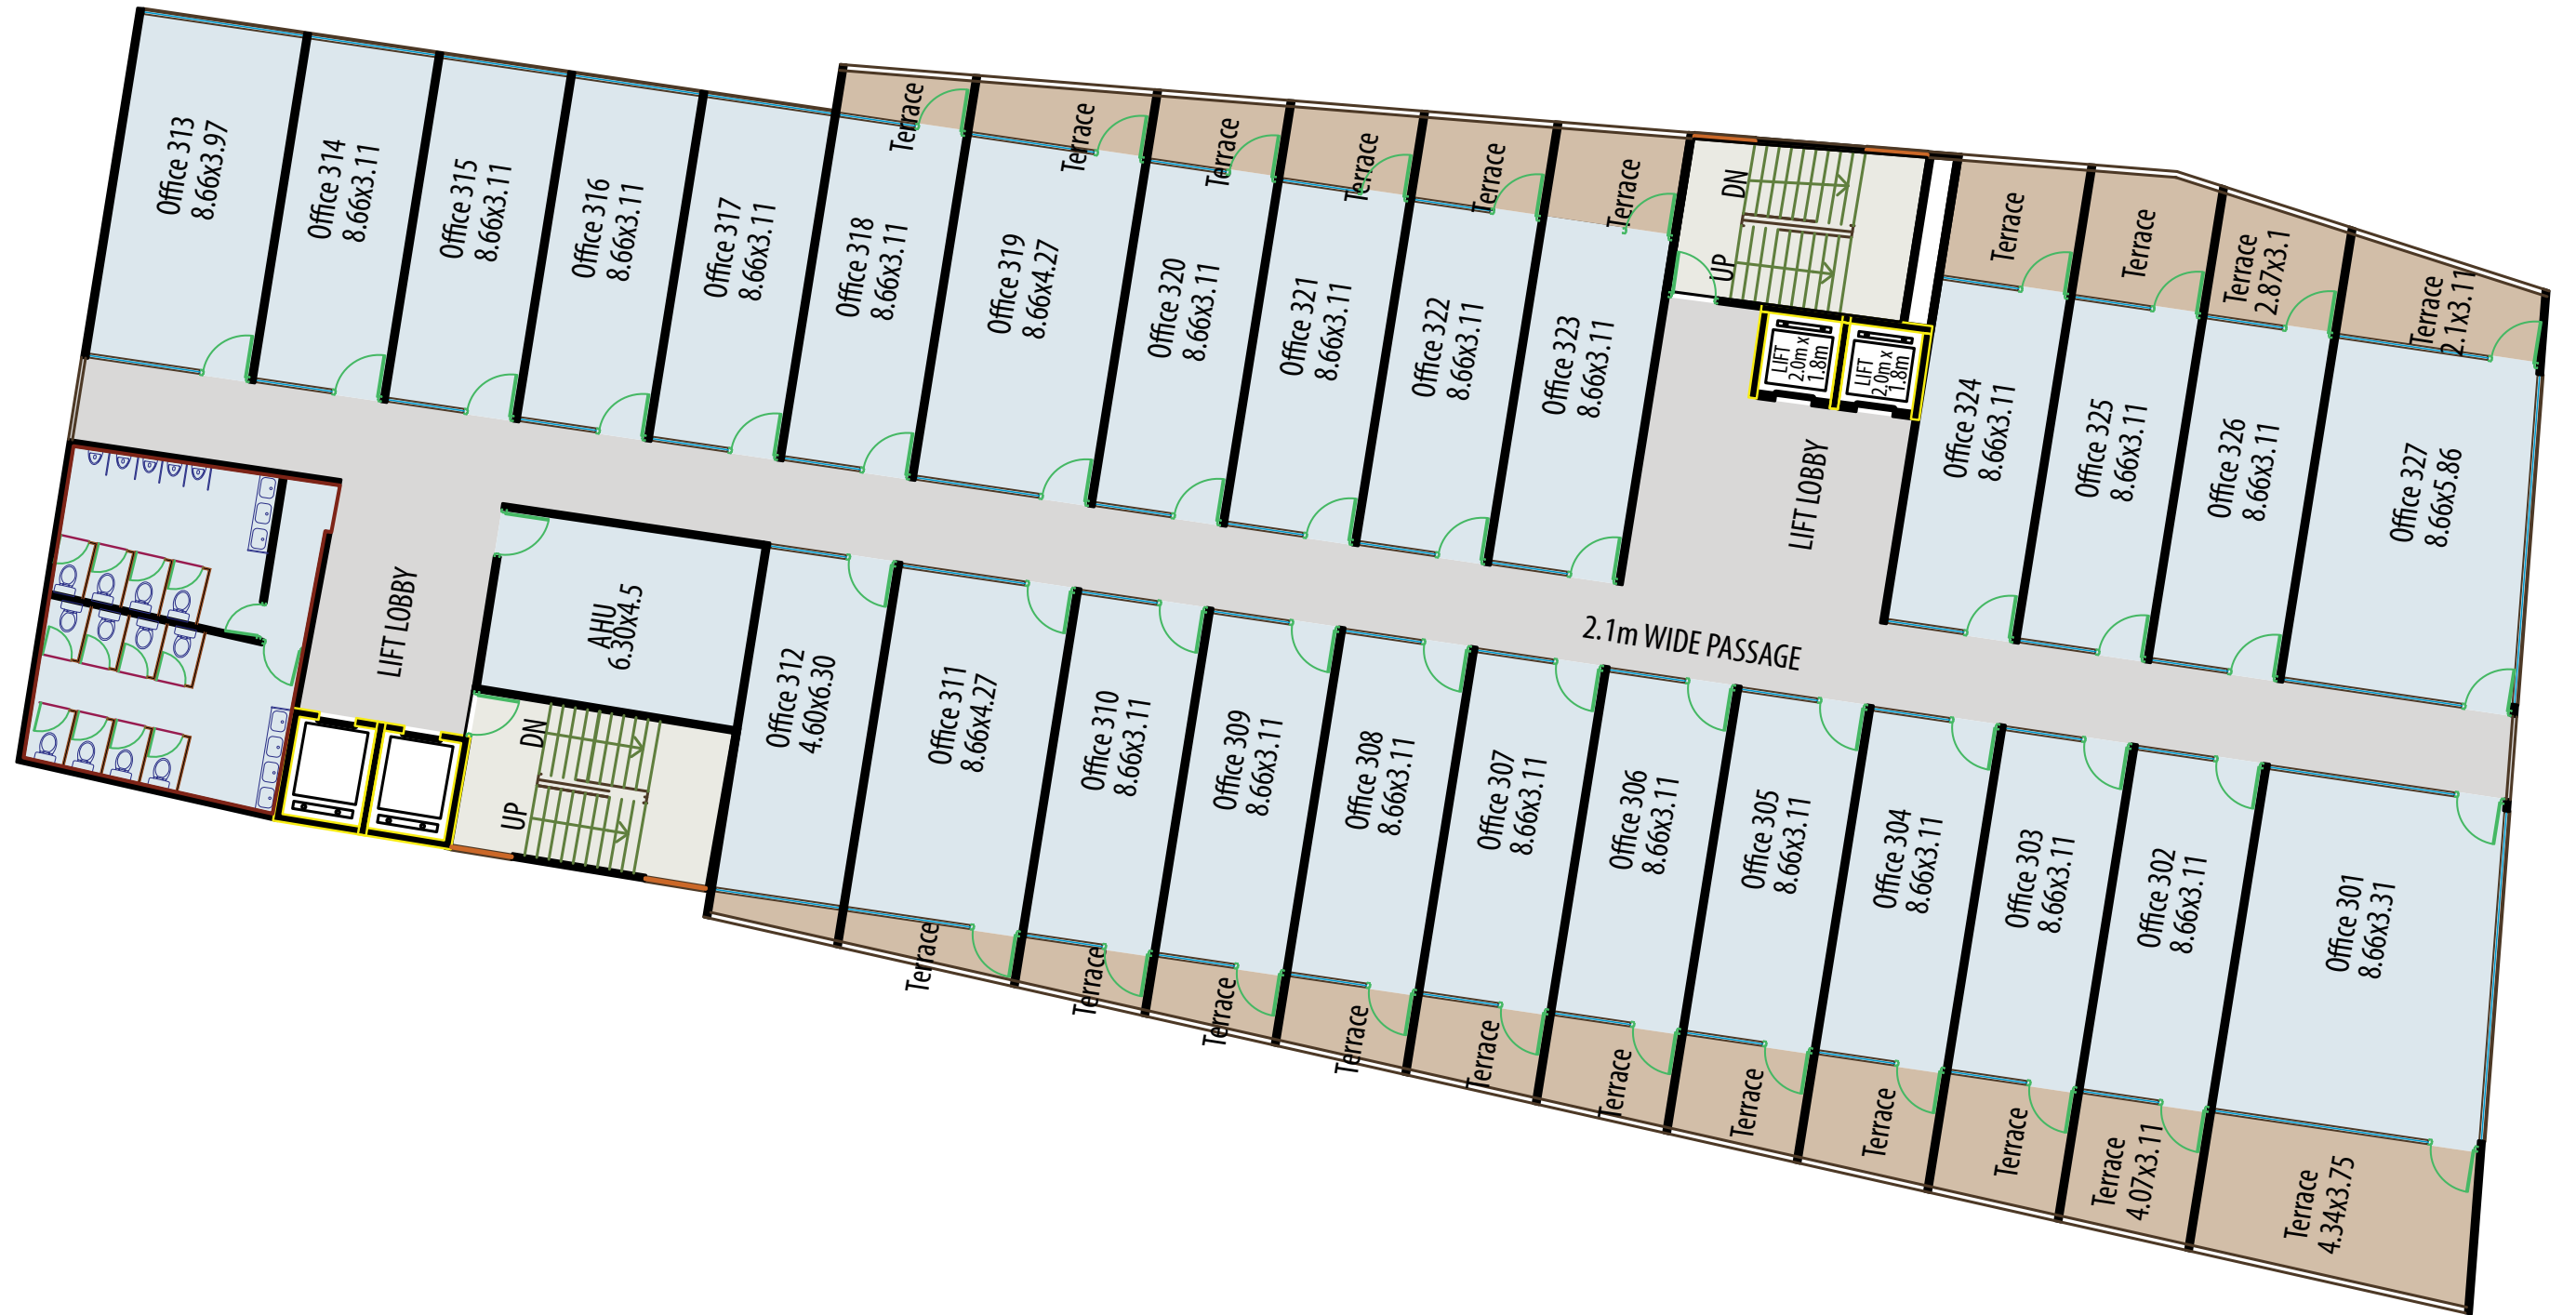 Office 313
8.66x3.97
Office 314
8.66x3.11
Office 315
8.66x3.11
Office 316
8.66x3.11
Office 317
8.66x3.11
Office 318
8.66x3.11
Terrace
Office 319
8.66x4.27
Terrace
Office 320
8.66x3.11
Terrace
Office 321
8.66x3.11
Terrace
Office 322
8.66x3.11
Terrace
Office 323
8.66x3.11
Terrace
DN
UP
LIFT
2.0m x
1.8m
LIFT
2.0m x
1.8m
LIFT LOBBY
Terrace
Office 324
8.66x3.11
Terrace
Office 325
8.66x3.11
Terrace
2.87x3.1
Office 326
8.66x3.11
Terrace
2.1x3.11
Office 327
8.66x5.86
2.1m WIDE PASSAGE
LIFT LOBBY
AHU
6.30x4.5
DN
UP
Office 312
4.60x6.30
Office 311
8.66x4.27
Terrace
Office 310
8.66x3.11
Terrace
Office 309
8.66x3.11
Terrace
Office 308
8.66x3.11
Terrace
Office 307
8.66x3.11
Terrace
Office 306
8.66x3.11
Terrace
Office 305
8.66x3.11
Terrace
Office 304
8.66x3.11
Terrace
Office 303
8.66x3.11
Terrace
Office 302
8.66x3.11
Terrace
4.07x3.11
Office 301
8.66x3.31
Terrace
4.34x3.75